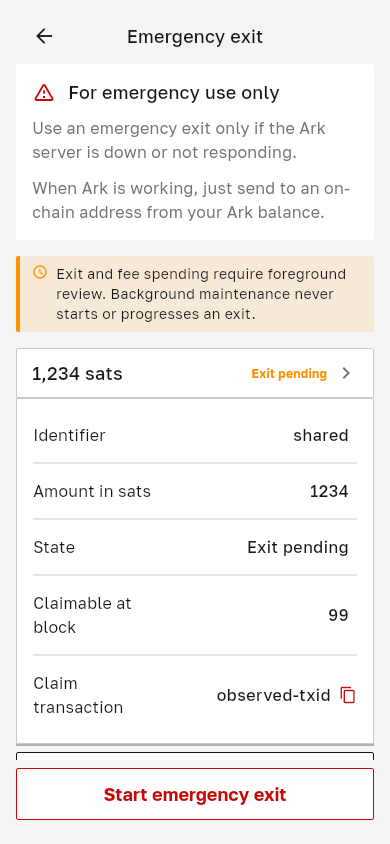 Emergency exit
For emergency use only
Use an emergency exit only if the Ark
server is down or not responding.
When Ark is working, just send to an on-
chain address from your Ark balance.
Exit and fee spending require foreground
review. Background maintenance never
starts or progresses an exit.
1,234 sats Exit pending
Identifier shared
Amount in sats 1234
State Exit pending
Claimable at
block 99
Claim
transaction observed-txid
Start emergency exit